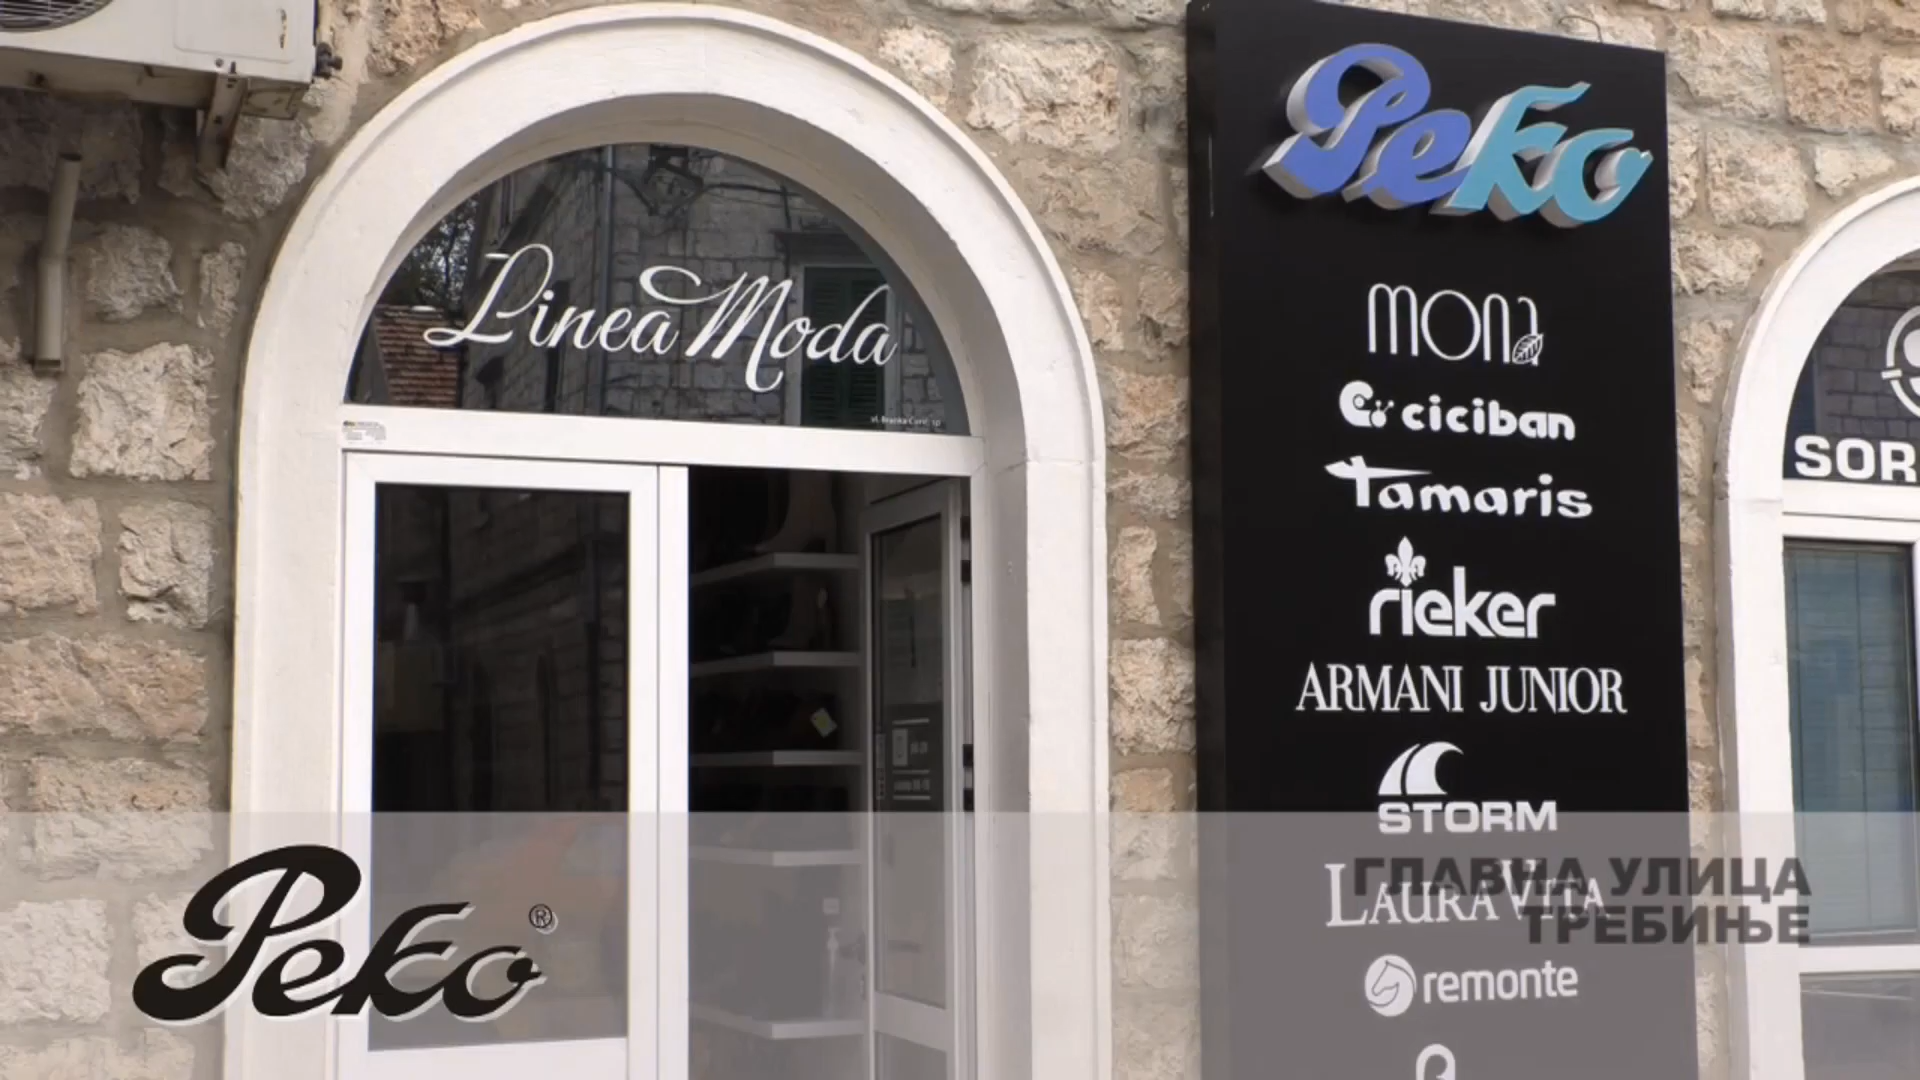 Linea Moda
Peko
mona
ciciban
Tamaris
rieker
ARMANI JUNIOR
STORM
LAURA VITA
remonte
SOR
Peko ®
ГЛАВНА УЛИЦА
ТРЕБИЊЕ